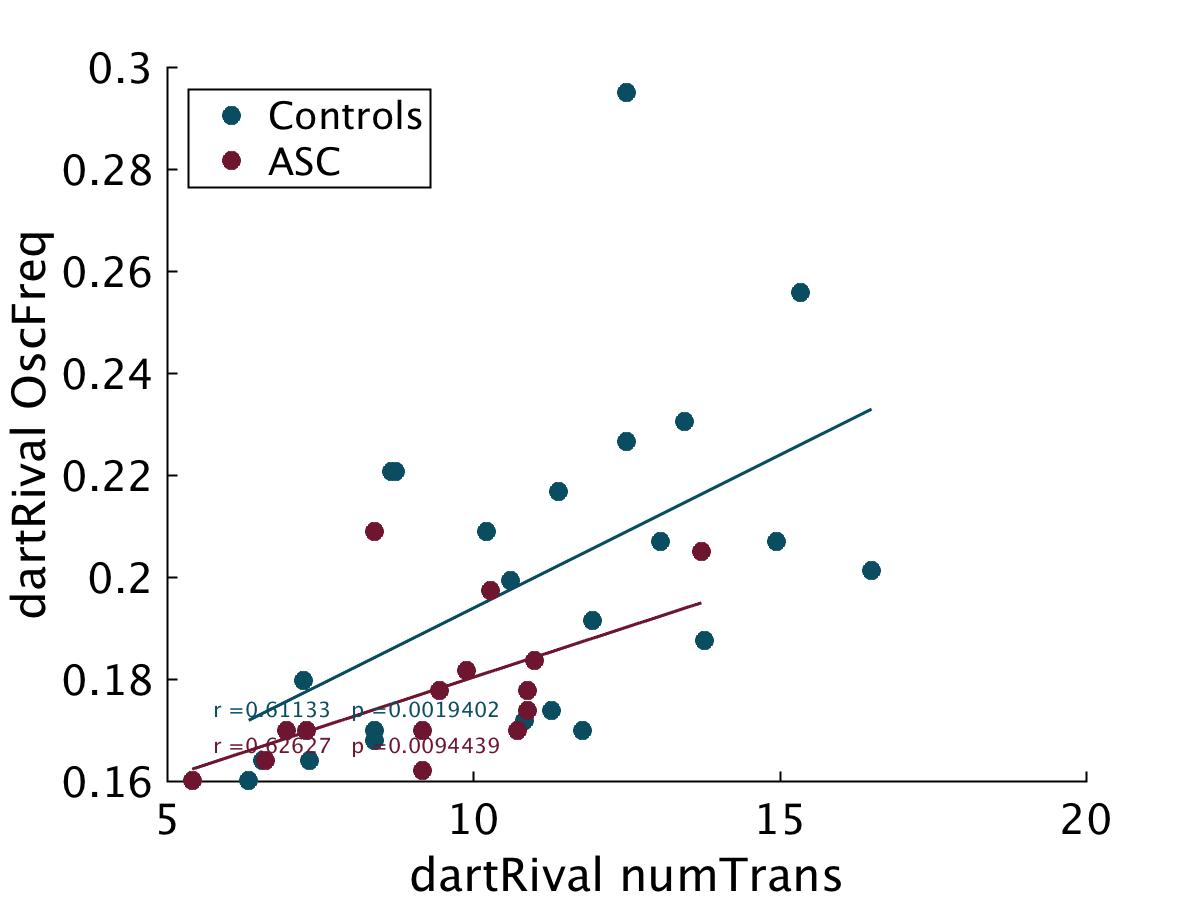 0.3
0.28
0.26
0.24
0.22
0.2
0.18
0.16
dartRival OscFreq
Controls
ASC
r =0.61133 p =0.0019402
r =0.62627 p =0.0094439
5 10 15 20
dartRival numTrans